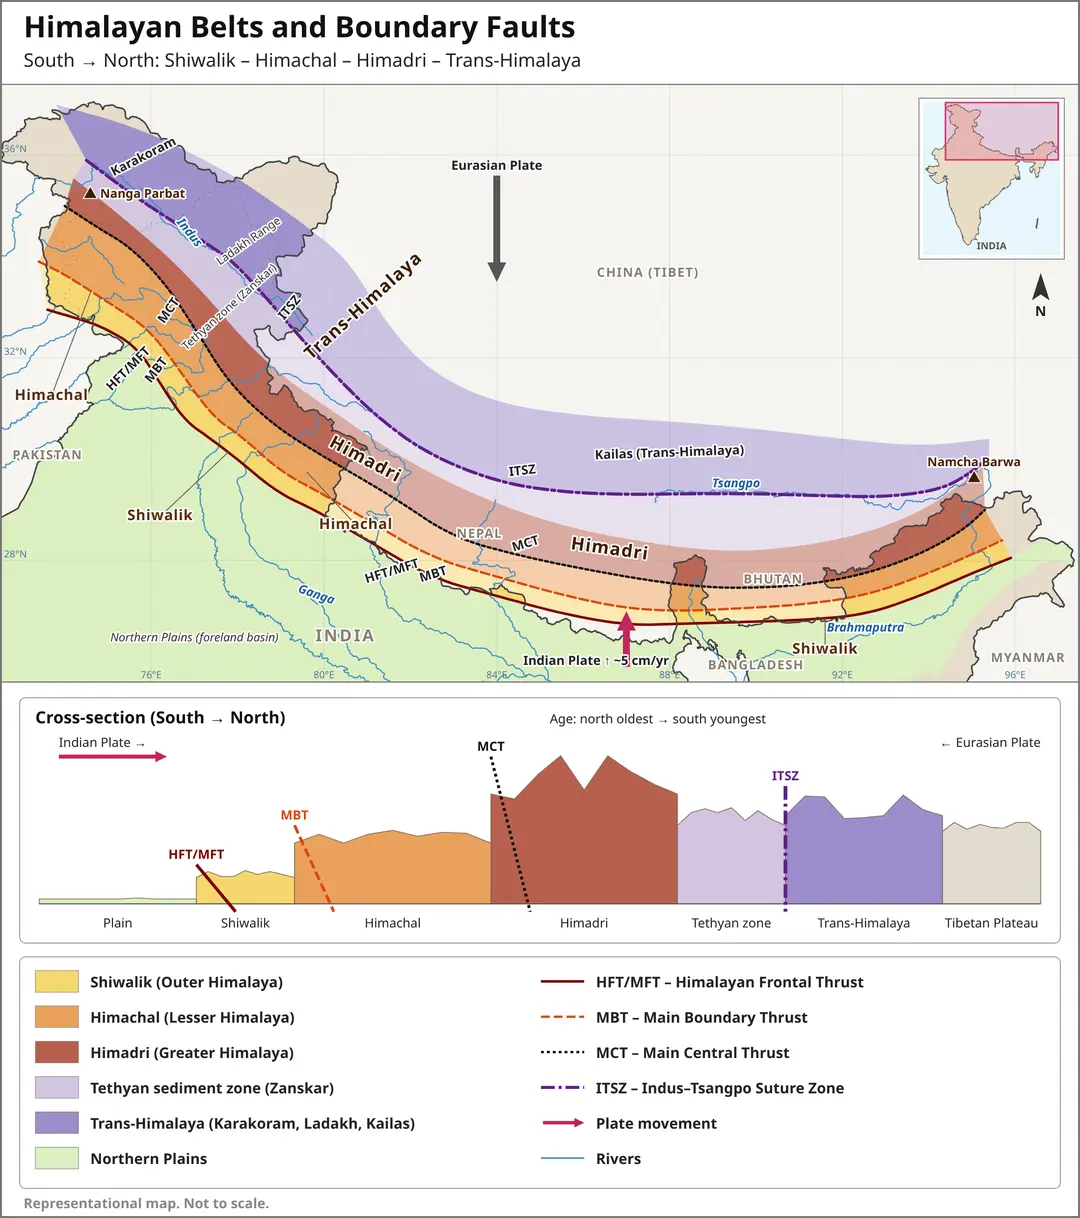 Himalayan Belts and Boundary Faults
South → North: Shiwalik – Himachal – Himadri – Trans-Himalaya
36°N
Karakoram
Nanga Parbat
Indus
Ladakh Range
Tethyan zone (Zanskar)
ITSZ
Trans-Himalaya
Eurasian Plate
CHINA (TIBET)
INDIA
N
32°N
MCT
HFT/MFT
MBT
Himachal
PAKISTAN
Himadri
Kailas (Trans-Himalaya)
ITSZ
Tsangpo
Namcha Barwa
Shiwalik
Himachal
NEPAL
MCT
Himadri
28°N
HFT/MFT
MBT
BHUTAN
Ganga
Northern Plains (foreland basin)
INDIA
Brahmaputra
Shiwalik
Indian Plate ↑ ~5 cm/yr
BANGLADESH
MYANMAR
76°E
80°E
84°E
88°E
92°E
96°E
Cross-section (South → North)
Age: north oldest → south youngest
Indian Plate →
← Eurasian Plate
MCT
ITSZ
MBT
HFT/MFT
Plain
Shiwalik
Himachal
Himadri
Tethyan zone
Trans-Himalaya
Tibetan Plateau
Shiwalik (Outer Himalaya)
Himachal (Lesser Himalaya)
Himadri (Greater Himalaya)
Tethyan sediment zone (Zanskar)
Trans-Himalaya (Karakoram, Ladakh, Kailas)
Northern Plains
HFT/MFT – Himalayan Frontal Thrust
MBT – Main Boundary Thrust
MCT – Main Central Thrust
ITSZ – Indus–Tsangpo Suture Zone
Plate movement
Rivers
Representational map. Not to scale.